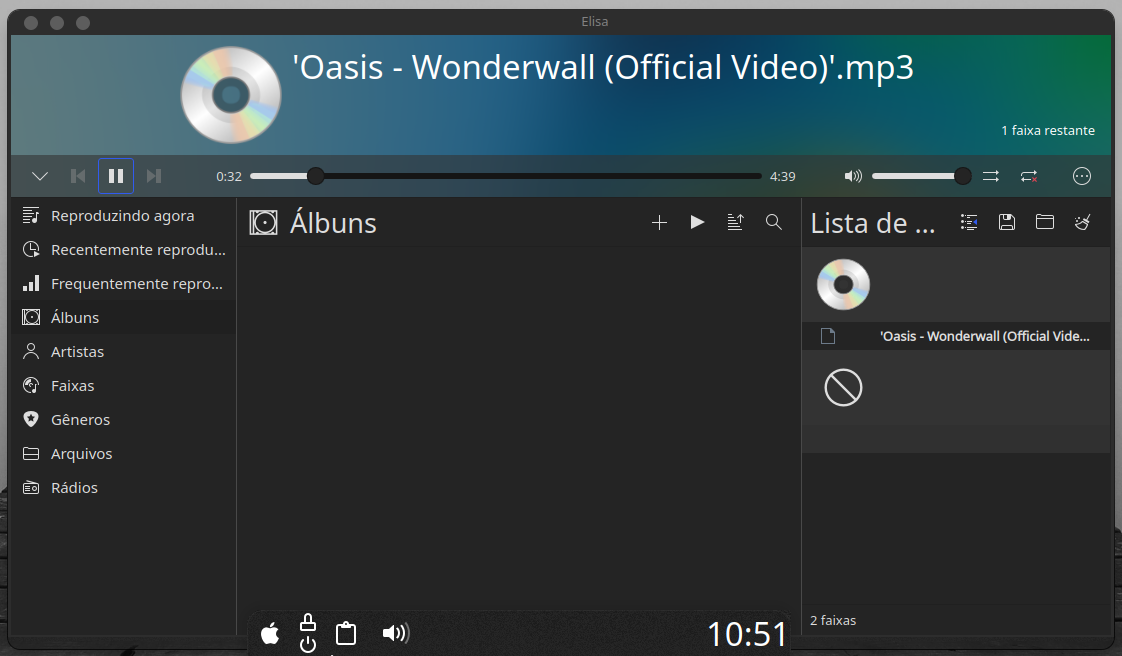 Elisa
'Oasis - Wonderwall (Official Video)'.mp3
1 faixa restante
0:32
4:39
Reproduzindo agora
Recentemente reprodu...
Frequentemente repro...
Álbuns
Artistas
Faixas
Gêneros
Arquivos
Rádios
Álbuns
Lista de ...
'Oasis - Wonderwall (Official Vide...
2 faixas
10:51